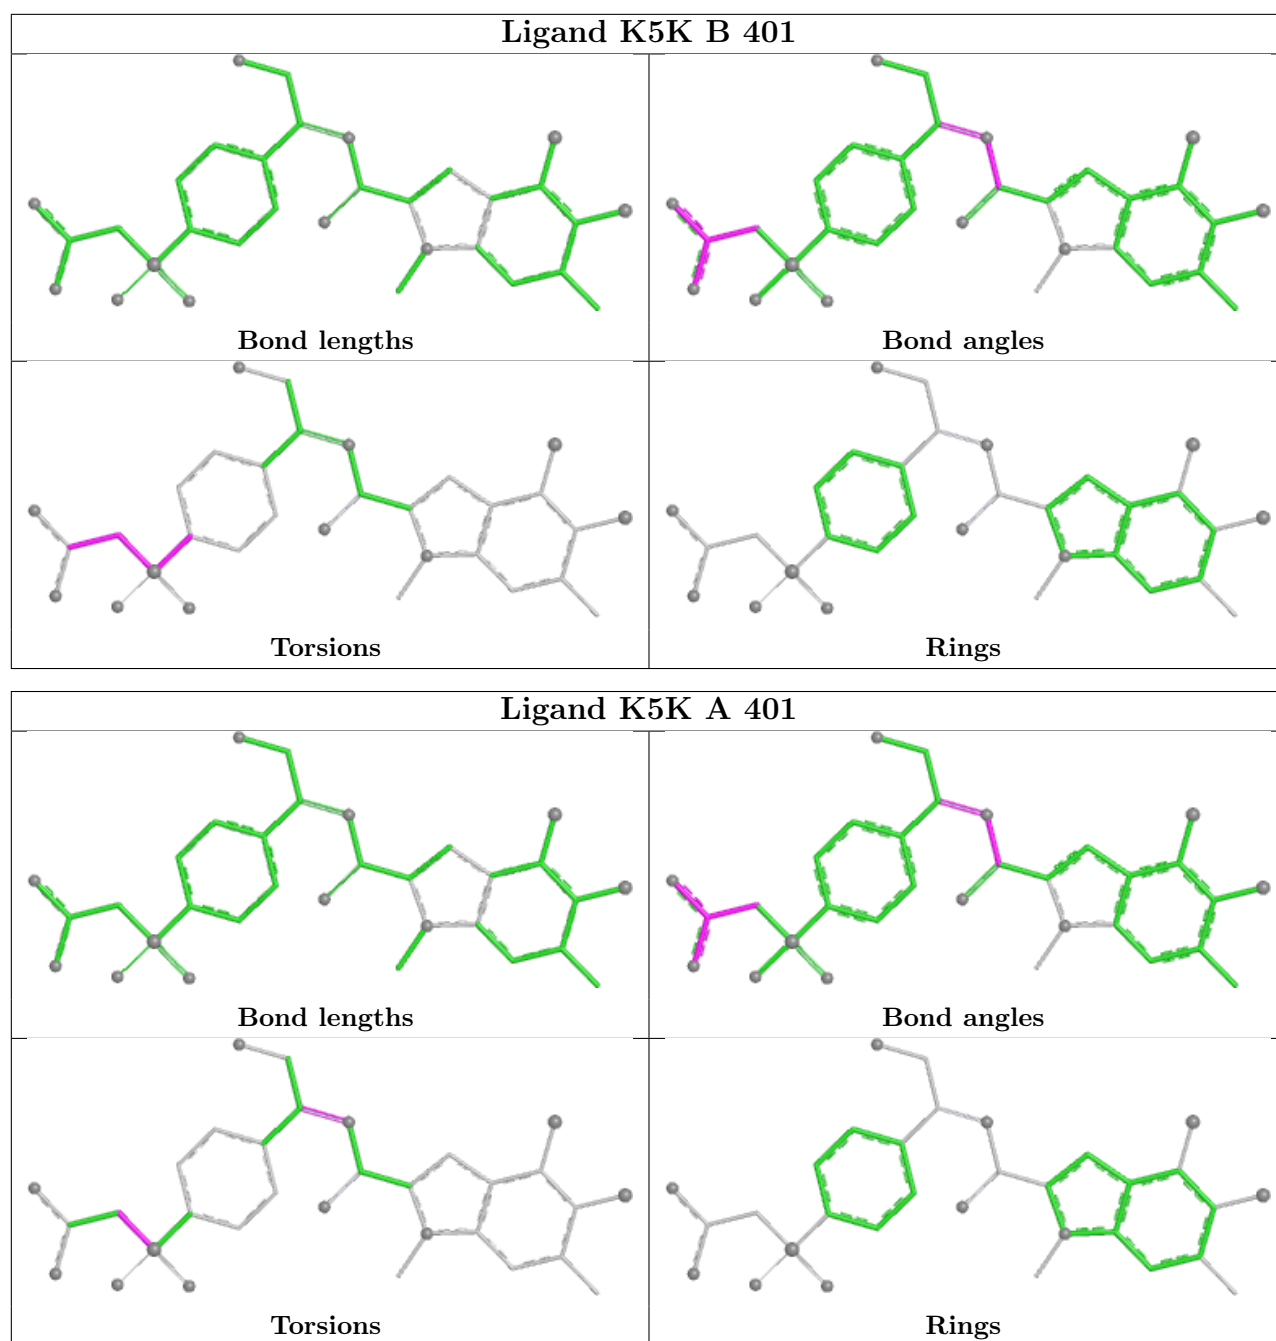 Ligand K5K B 401
Bond lengths
Bond angles
Torsions
Rings
Ligand K5K A 401
Bond lengths
Bond angles
Torsions
Rings